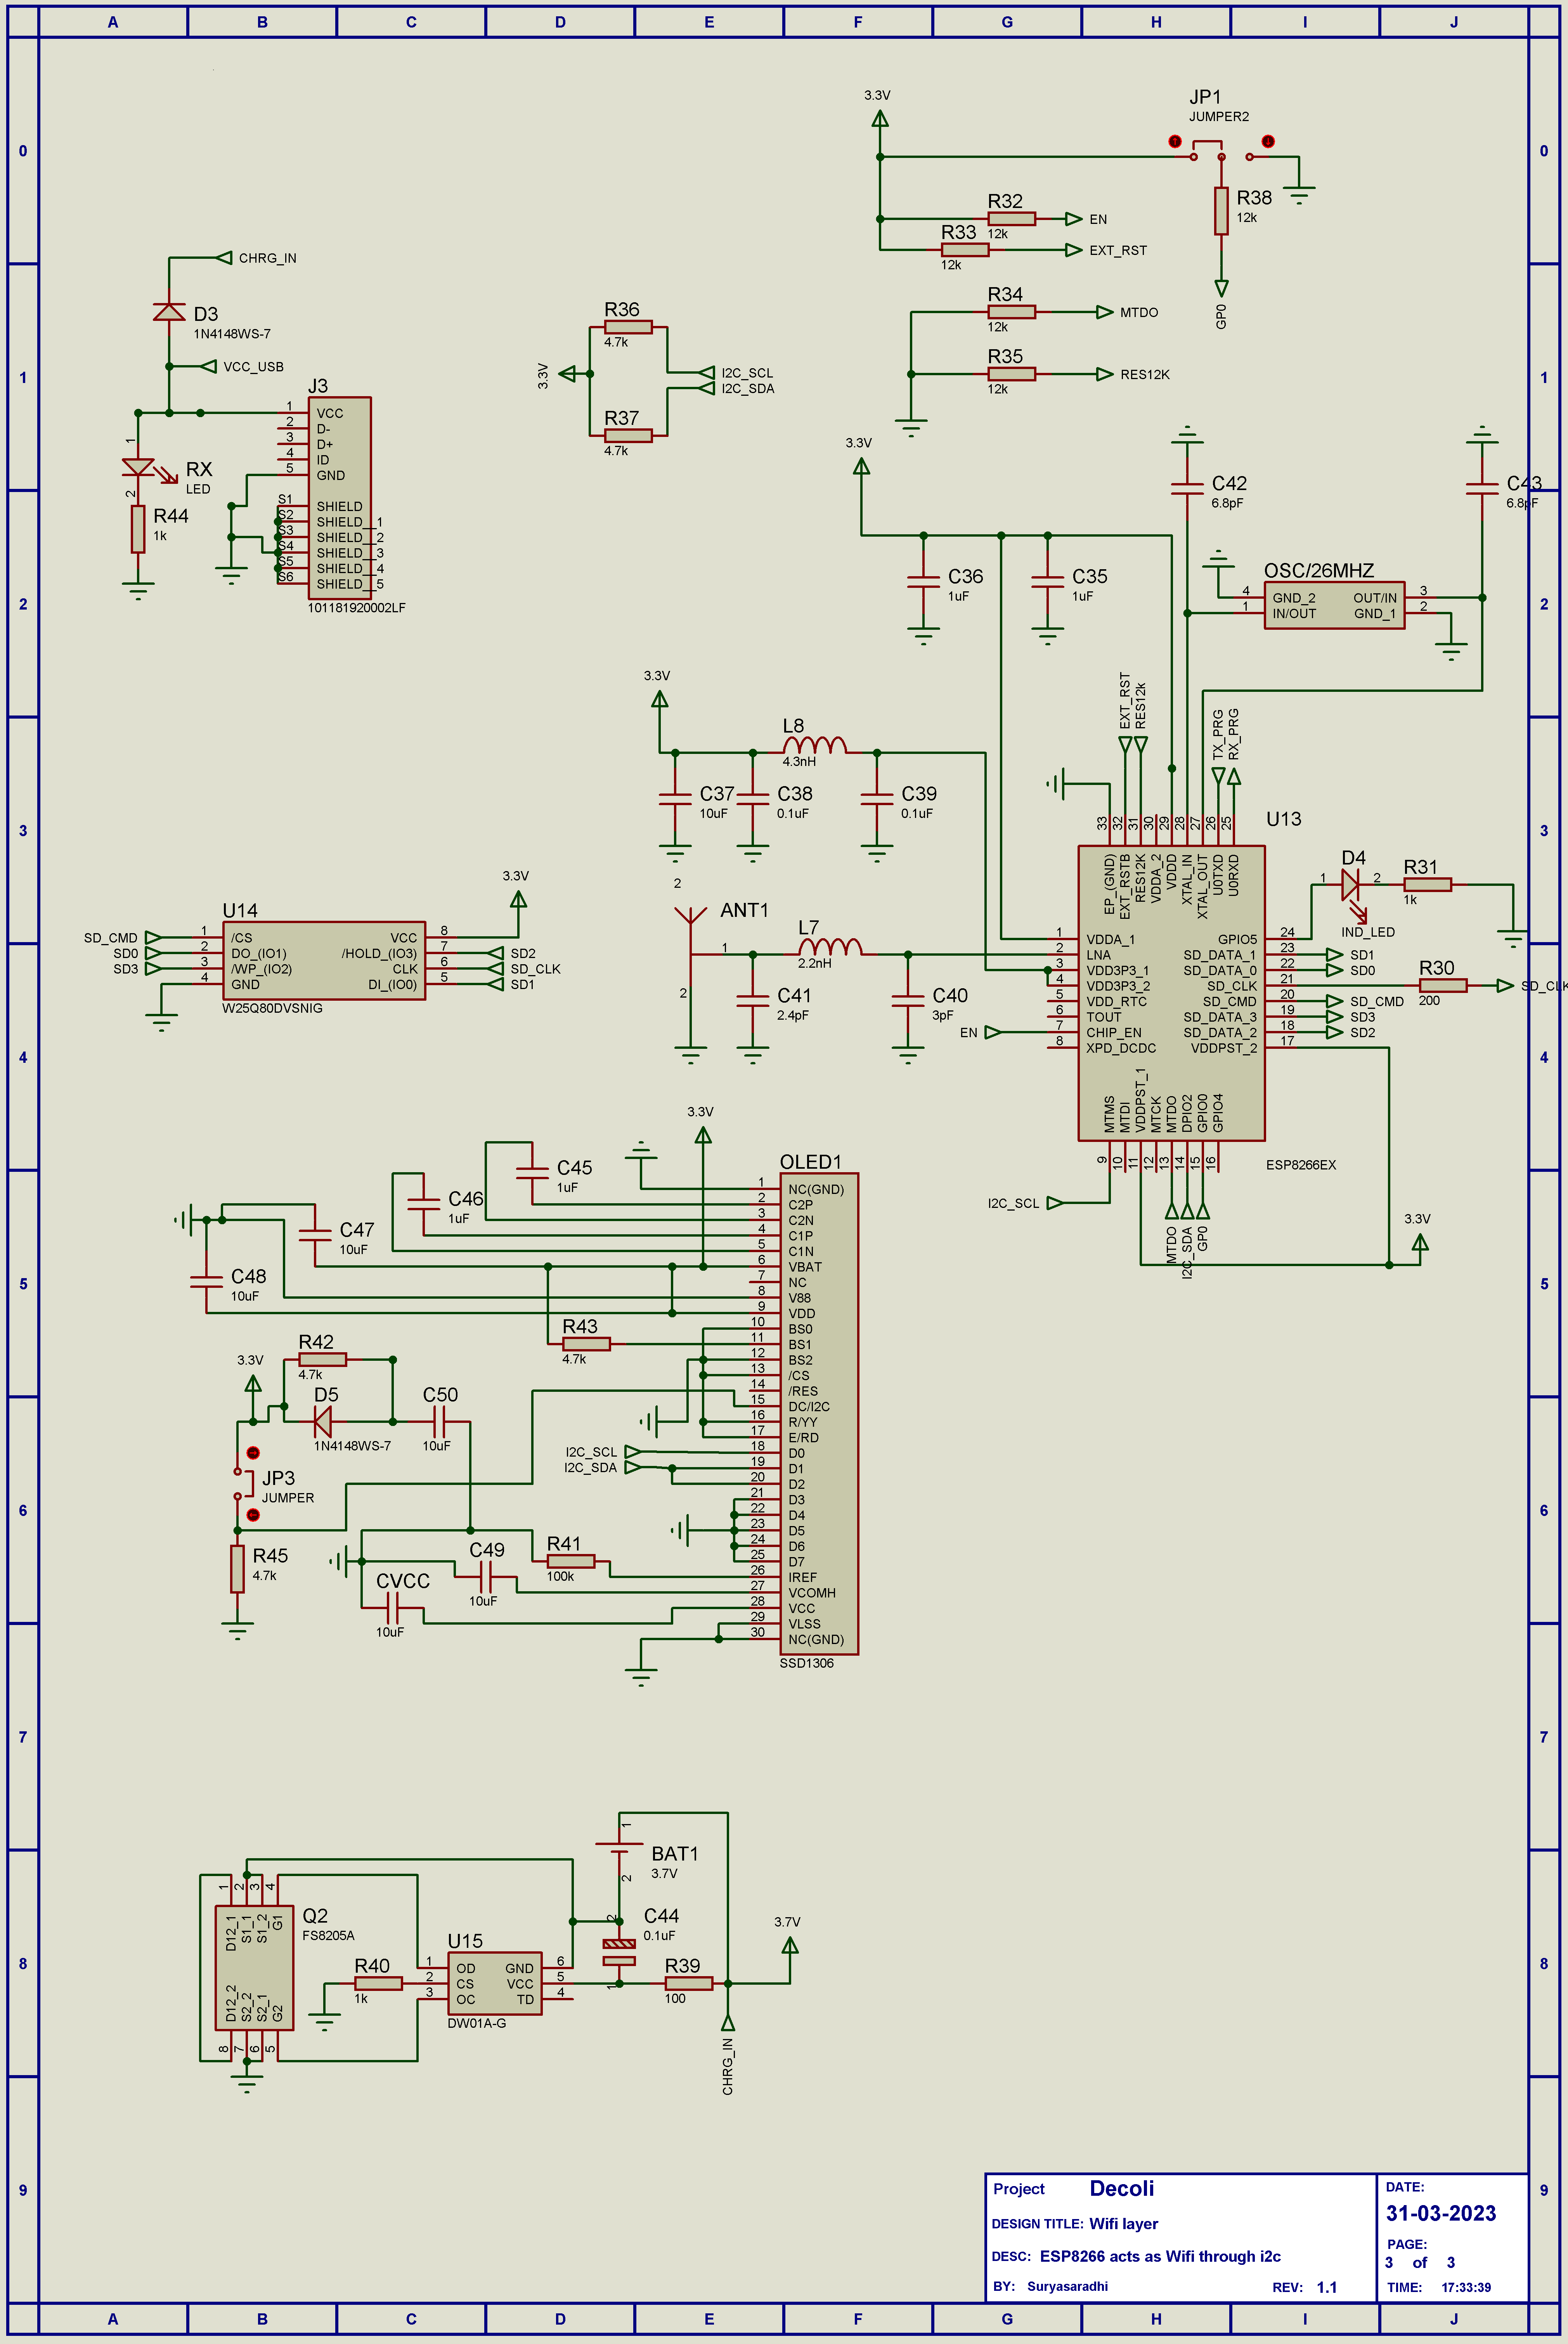 A B C D E F G H I J
0 0
3.3V
JP1
JUMPER2
R38
12k
GP0
R32
12k
EN
R33
12k
EXT_RST
R34
12k
MTDO
R35
12k
RES12K
CHRG_IN
D3
1N4148WS-7
VCC_USB
1 1
J3
1 VCC
2 D-
3 D+
4 ID
5 GND
S1 SHIELD
S2 SHIELD_1
S3 SHIELD_2
S4 SHIELD_3
S5 SHIELD_4
S6 SHIELD_5
101181920002LF
1
RX
LED
2
R44
1k
R36
4.7k
3.3V
I2C_SCL
I2C_SDA
R37
4.7k
3.3V
C42
6.8pF
C43
6.8pF
C36
1uF
C35
1uF
OSC/26MHZ
4 GND_2 OUT/IN 3
1 IN/OUT GND_1 2
2 2
3.3V
L8
4.3nH
C37
10uF
C38
0.1uF
C39
0.1uF
3 3
2
ANT1
1
2
L7
2.2nH
C41
2.4pF
C40
3pF
EXT_RST
RES12k
TX_PRG
RX_PRG
U13
33 32 31 30 29 28 27 26 25
EP_(GND)
EXT_RSTB
RES12K
VDDA_2
VDDD
XTAL_IN
XTAL_OUT
U0TXD
U0RXD
1 VDDA_1
2 LNA
3 VDD3P3_1
4 VDD3P3_2
5 VDD_RTC
6 TOUT
EN 7 CHIP_EN
8 XPD_DCDC
GPIO5 24
SD_DATA_1 23 SD1
SD_DATA_0 22 SD0
SD_CLK 21
SD_CMD 20 SD_CMD
SD_DATA_3 19 SD3
SD_DATA_2 18 SD2
VDDPST_2 17
MTMS
MTDI
VDDPST_1
MTCK
MTDO
DPIO2
GPIO0
GPIO4
9 10 11 12 13 14 15 16
ESP8266EX
I2C_SCL
MTDO
I2C_SDA
GP0
3.3V
1 D4 2
IND_LED
R31
1k
R30
200
SD_CLK
U14
3.3V
SD_CMD 1 /CS VCC 8
SD0 2 DO_(IO1) /HOLD_(IO3) 7 SD2
SD3 3 /WP_(IO2) CLK 6 SD_CLK
4 GND DI_(IO0) 5 SD1
W25Q80DVSNIG
4 4
3.3V
OLED1
1 NC(GND)
2 C2P
3 C2N
4 C1P
5 C1N
6 VBAT
7 NC
8 V88
9 VDD
10 BS0
11 BS1
12 BS2
13 /CS
14 /RES
15 DC/I2C
16 R/YY
17 E/RD
18 D0
19 D1
20 D2
21 D3
22 D4
23 D5
24 D6
25 D7
26 IREF
27 VCOMH
28 VCC
29 VLSS
30 NC(GND)
SSD1306
C45
1uF
C46
1uF
C47
10uF
C48
10uF
5 5
R43
4.7k
R42
4.7k
3.3V
D5
1N4148WS-7
C50
10uF
I2C_SCL
I2C_SDA
JP3
JUMPER
6 6
R45
4.7k
C49
10uF
R41
100k
CVCC
10uF
7 7
1
BAT1
3.7V
2
2
C44
0.1uF
1
3.7V
R39
100
CHRG_IN
1 2 3 4
D12_1
S1_1
S1_2
G1
Q2
FS8205A
D12_2
S2_2
S2_1
G2
8 7 6 5
R40
1k
U15
1 OD GND 6
2 CS VCC 5
3 OC TD 4
DW01A-G
8 8
9 9
Project Decoli
DESIGN TITLE: Wifi layer
DESC: ESP8266 acts as Wifi through i2c
BY: Suryasaradhi REV: 1.1
DATE:
31-03-2023
PAGE:
3 of 3
TIME: 17:33:39
A B C D E F G H I J